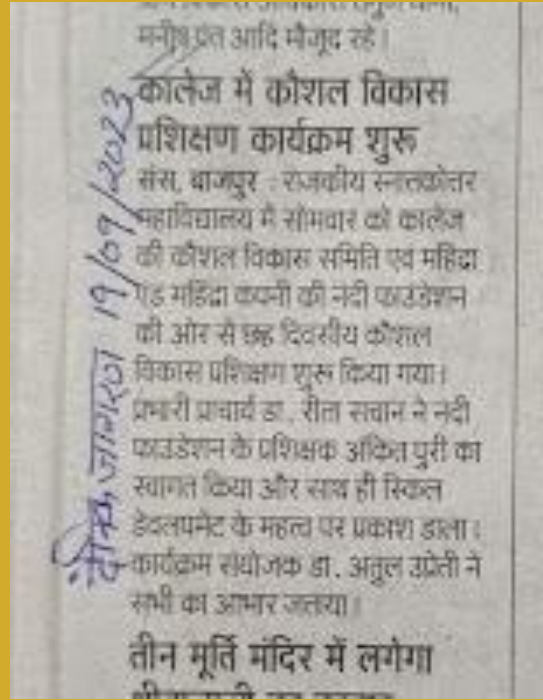 मनीष पंत आदि मौजूद रहे।
कालेज में कौशल विकास
प्रशिक्षण कार्यक्रम शुरू
संस, बाजपुर : राजकीय स्नातकोत्तर
महाविद्यालय में सोमवार को कालेज
की कौशल विकास समिति एवं महिंद्रा
एंड महिंद्रा कंपनी की नंदी फाउंडेशन
की ओर से छह दिवसीय कौशल
विकास प्रशिक्षण शुरू किया गया।
प्रभारी प्राचार्य डा. रीता सचान ने नंदी
फाउंडेशन के प्रशिक्षक अंकित पुरी का
स्वागत किया और साथ ही स्किल
डेवलपमेंट के महत्व पर प्रकाश डाला।
कार्यक्रम संयोजक डा. अतुल उप्रेती ने
सभी का आभार जताया।
तीन मूर्ति मंदिर में लगेगा
दैनिक जागरण 19/09/2023